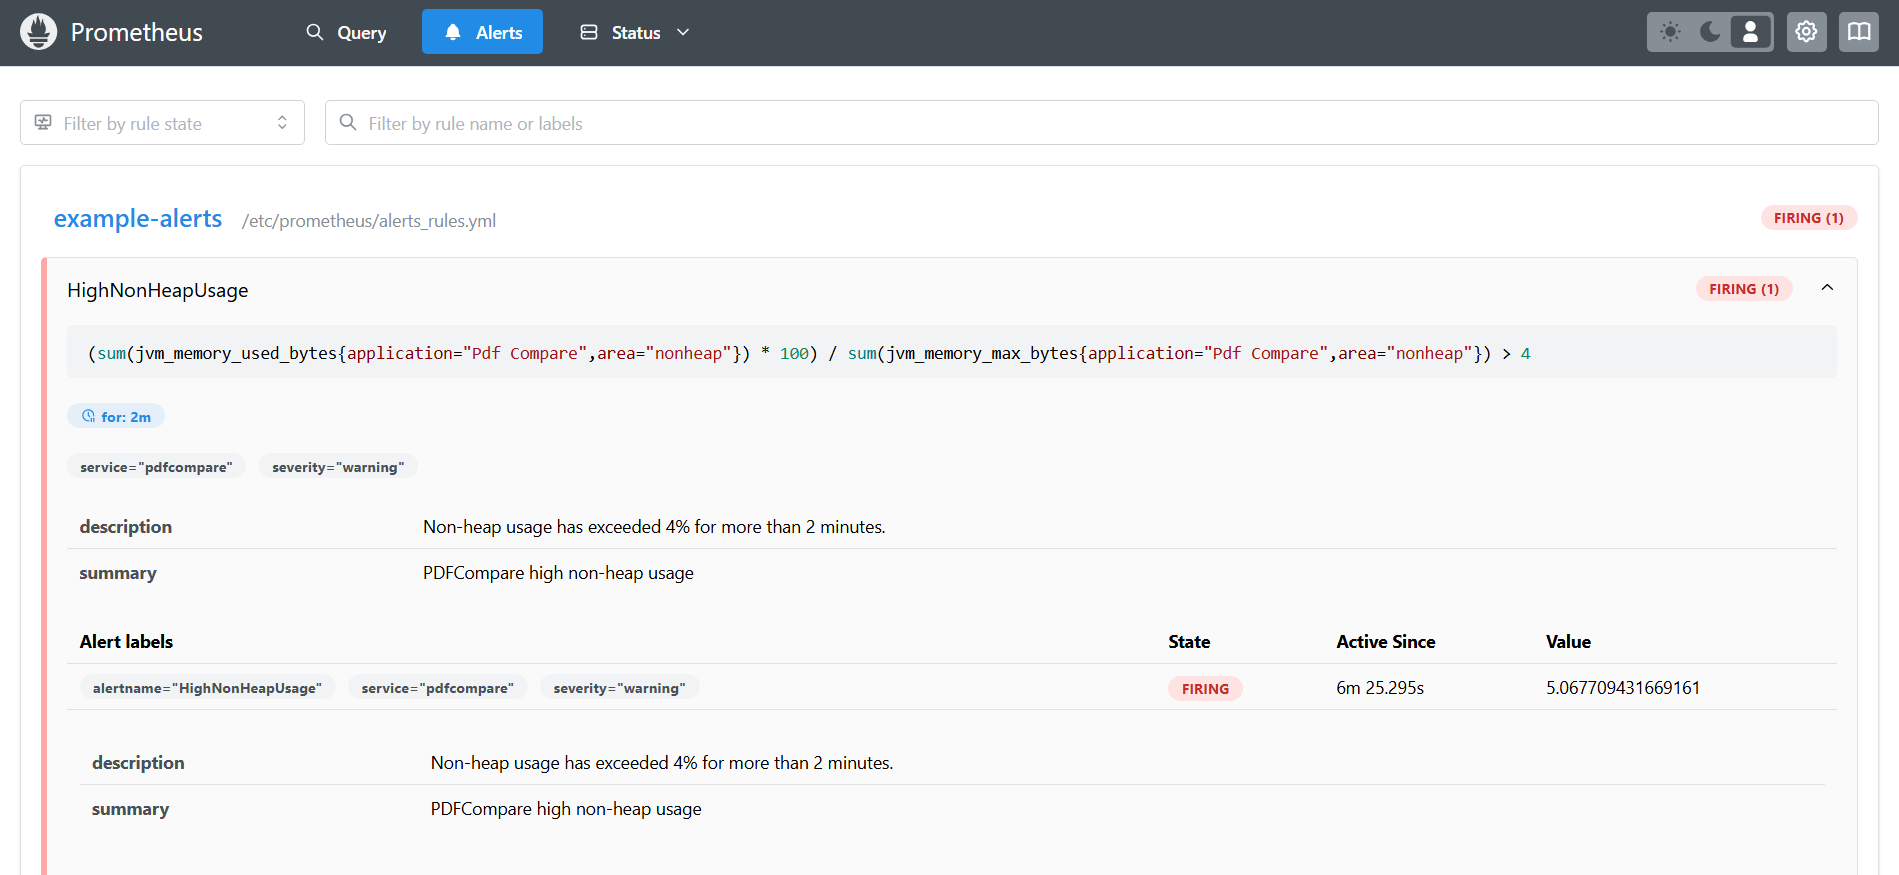 Prometheus Query Alerts Status
Filter by rule state Filter by rule name or labels
example-alerts /etc/prometheus/alerts_rules.yml FIRING (1)
HighNonHeapUsage FIRING (1)
(sum(jvm_memory_used_bytes{application="Pdf Compare",area="nonheap"}) * 100) / sum(jvm_memory_max_bytes{application="Pdf Compare",area="nonheap"}) > 4
for: 2m
service="pdfcompare" severity="warning"
description Non-heap usage has exceeded 4% for more than 2 minutes.
summary PDFCompare high non-heap usage
Alert labels State Active Since Value
alertname="HighNonHeapUsage" service="pdfcompare" severity="warning" FIRING 6m 25.295s 5.067709431669161
description Non-heap usage has exceeded 4% for more than 2 minutes.
summary PDFCompare high non-heap usage